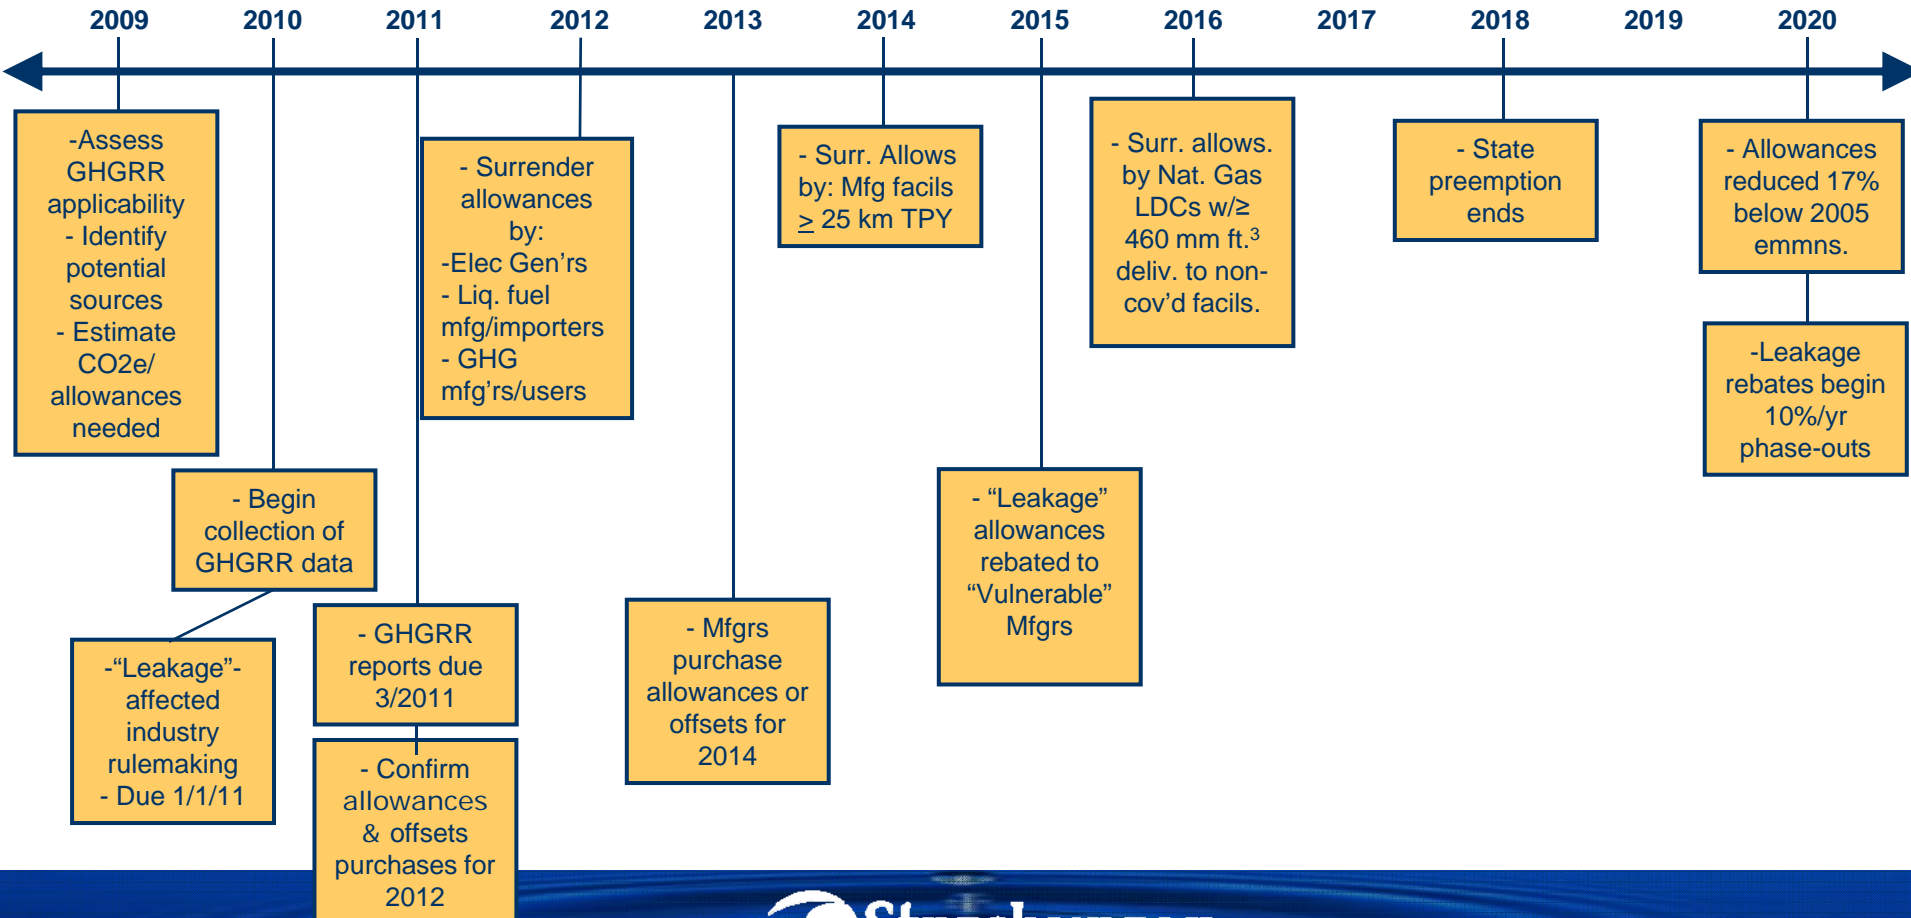 2009 2010 2011 2012 2013 2014 2015 2016 2017 2018 2019 2020
-Assess
GHGRR
applicability
- Identify
potential
sources
- Estimate
CO2e/
allowances
needed
- Begin
collection of
GHGRR data
-“Leakage”-
affected
industry
rulemaking
- Due 1/1/11
- GHGRR
reports due
3/2011
- Confirm
allowances
& offsets
purchases for
2012
- Surrender
allowances
by:
-Elec Gen’rs
- Liq. fuel
mfg/importers
- GHG
mfg’rs/users
- Mfgrs
purchase
allowances or
offsets for
2014
- Surr. Allows
by: Mfg facils
≥ 25 km TPY
- “Leakage”
allowances
rebated to
“Vulnerable”
Mfgrs
- Surr. allows.
by Nat. Gas
LDCs w/≥
460 mm ft.³
deliv. to non-
cov’d facils.
- State
preemption
ends
- Allowances
reduced 17%
below 2005
emmns.
-Leakage
rebates begin
10%/yr
phase-outs